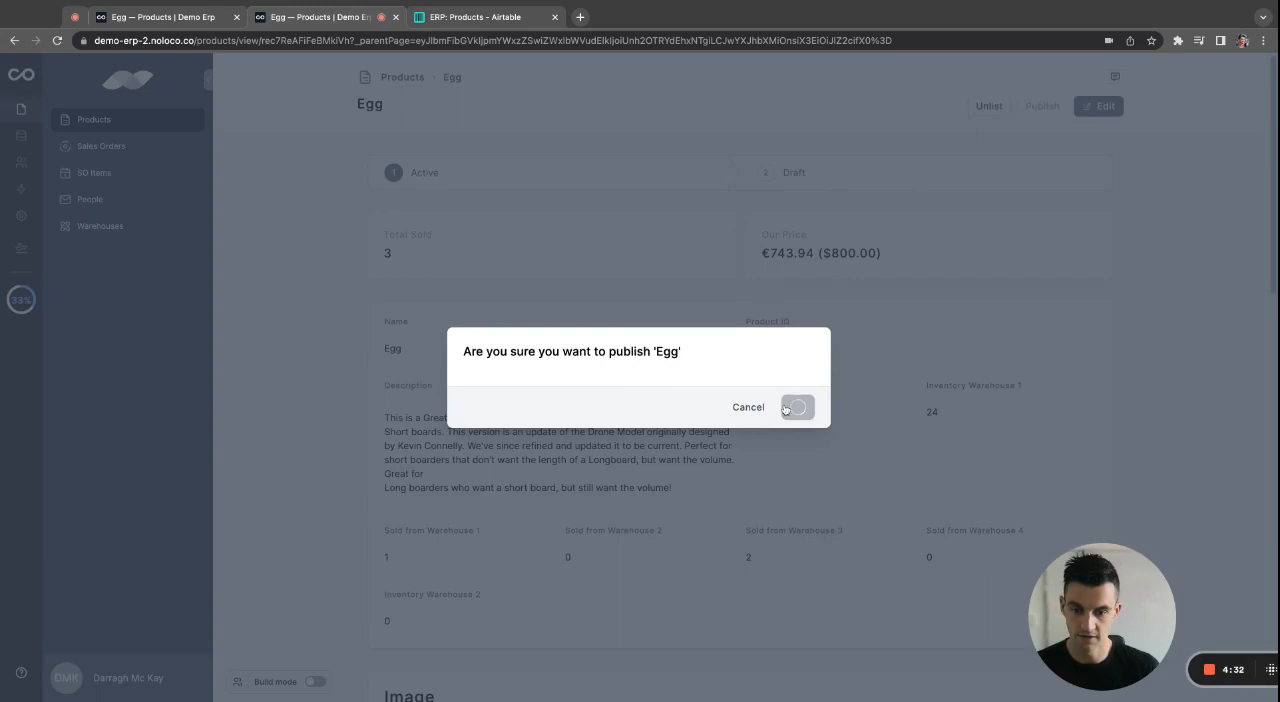 Egg — Products | Demo Erp
Egg — Products | Demo Er
ERP: Products - Airtable
demo-erp-2.noloco.co/products/view/rec7ReAFiFeBMkiVh?_parentPage=eyJlbmFibGVkIjpmYWxzZSwiZWxlbWVudElkIjoiUnh2OTRYdEhxNTgiLCJwYXJhbXMiOnsiX3EiOiJlZ2cifX0%3D
Products › Egg
Egg
Unlist
Publish
Edit
Products
Sales Orders
SO Items
People
Warehouses
33%
1 Active
2 Draft
Total Sold
3
Our Price
€743.94 ($800.00)
Name
Egg
Product ID
Are you sure you want to publish 'Egg'
Cancel
Description
This is a Great
Short boards. This version is an update of the Drone Model originally designed
by Kevin Connelly. We've since refined and updated it to be current. Perfect for
short boarders that don't want the length of a Longboard, but want the volume.
Great for
Long boarders who want a short board, but still want the volume!
Inventory Warehouse 1
24
Sold from Warehouse 1
1
Sold from Warehouse 2
0
Sold from Warehouse 3
2
Sold from Warehouse 4
0
Inventory Warehouse 2
0
Image
DMK
Darragh Mc Kay
Build mode
4:32